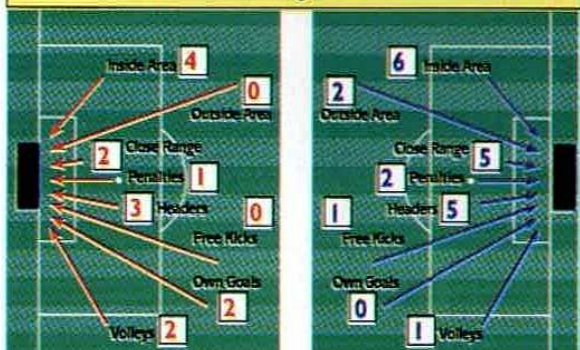 Inside Area 4
0
Outside Area
2 Close Range
Penalties 1
3 Headers
0
Free Kicks
Own Goals
2
Volleys 2
6 Inside Area
2
Outside Area
Close Range 5
2 Penalties
Headers 5
1
Free Kicks
Own Goals
0
1 Volleys